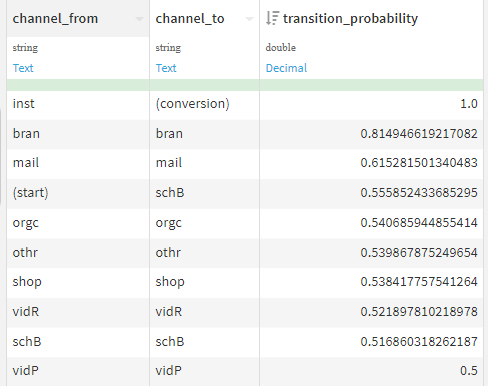 channel_from channel_to transition_probability
string string double
Text Text Decimal
inst (conversion) 1.0
bran bran 0.814946619217082
mail mail 0.615281501340483
(start) schB 0.555852433685295
orgc orgc 0.540685944855414
othr othr 0.539867875249654
shop shop 0.538417757541264
vidR vidR 0.521897810218978
schB schB 0.516860318262187
vidP vidP 0.5